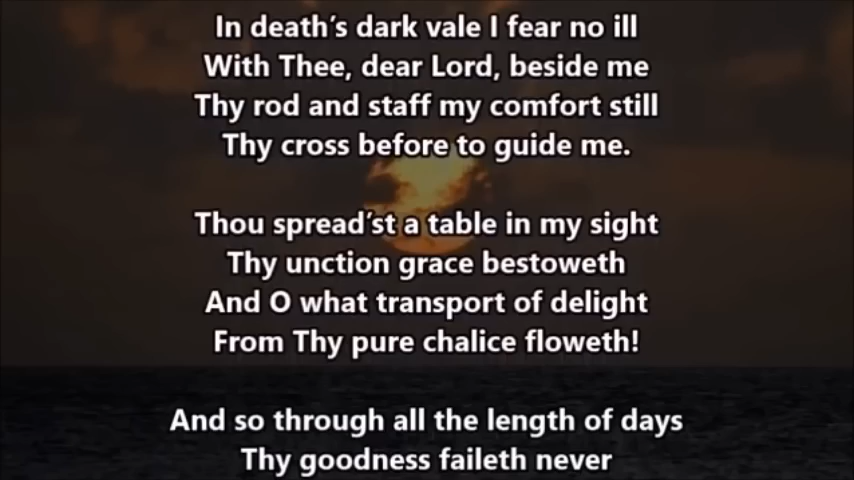 In death's dark vale I fear no ill
With Thee, dear Lord, beside me
Thy rod and staff my comfort still
Thy cross before to guide me.
Thou spread'st a table in my sight
Thy unction grace bestoweth
And O what transport of delight
From Thy pure chalice floweth!
And so through all the length of days
Thy goodness faileth never